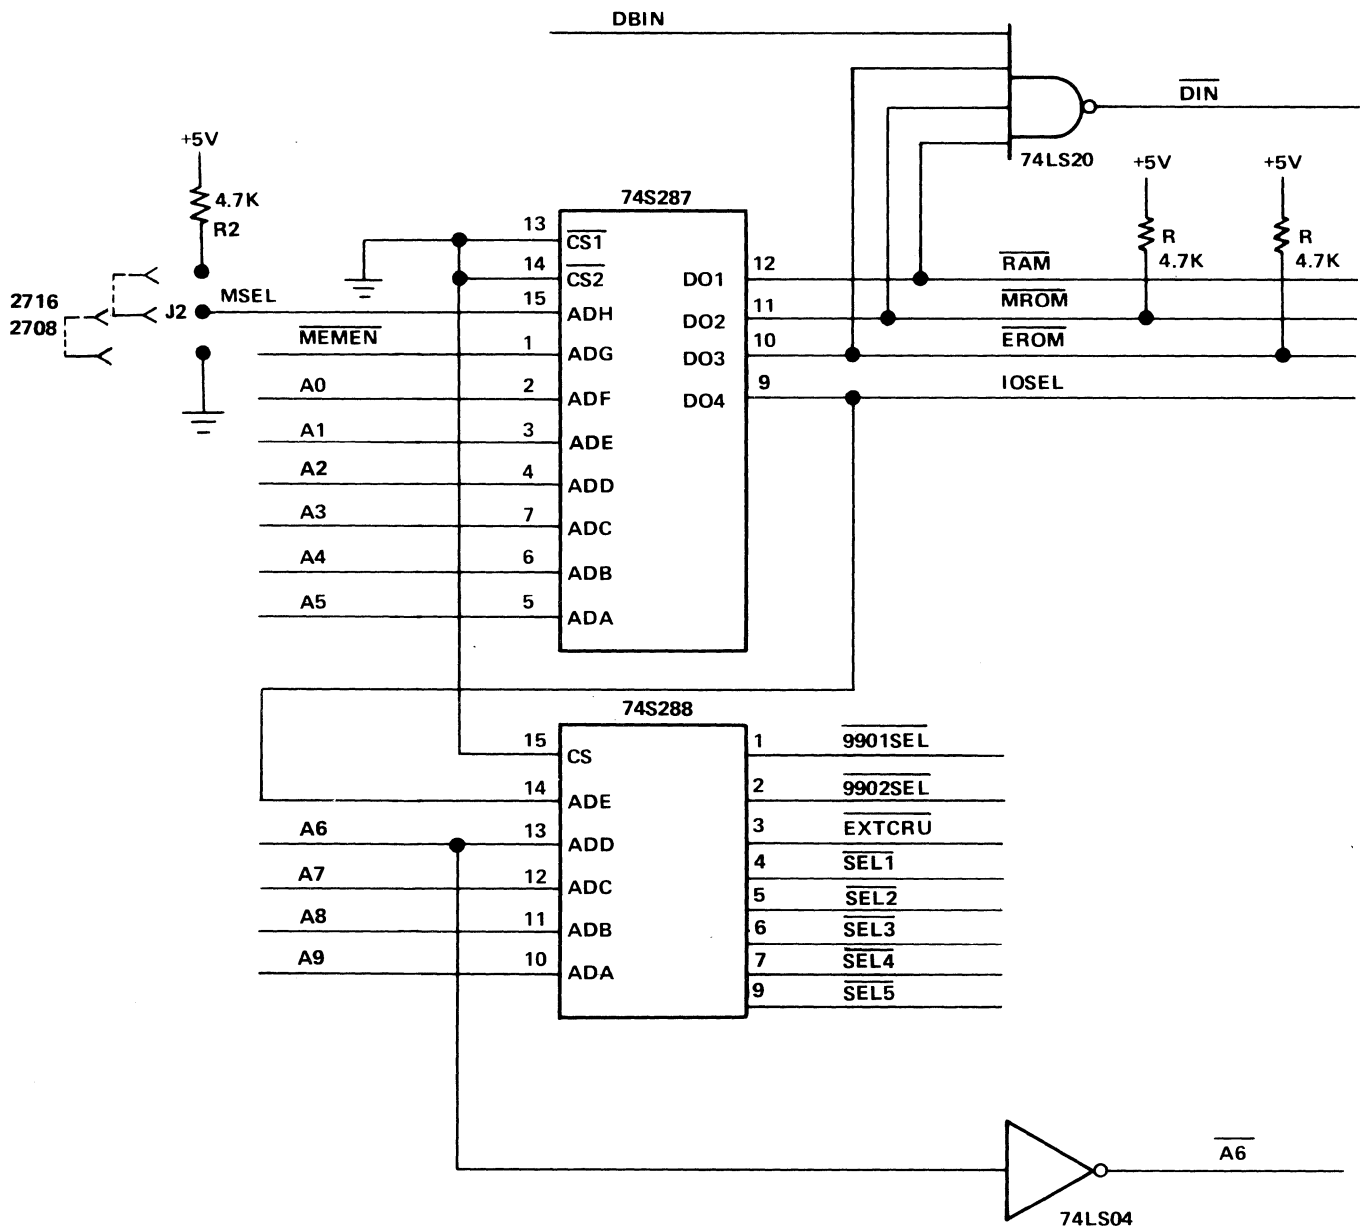 DBIN
DIN
74LS20
+5V
4.7K
R2
2716
2708
J2
MSEL
74S287
13
CS1
14
CS2
15
ADH
MEMEN
1
ADG
A0
2
ADF
A1
3
ADE
A2
4
ADD
A3
7
ADC
A4
6
ADB
A5
5
ADA
DO1
12
RAM
DO2
11
MROM
DO3
10
EROM
DO4
9
IOSEL
+5V
R
4.7K
+5V
R
4.7K
74S288
15
CS
14
ADE
A6
13
ADD
A7
12
ADC
A8
11
ADB
A9
10
ADA
1
9901SEL
2
9902SEL
3
EXTCRU
4
SEL1
5
SEL2
6
SEL3
7
SEL4
9
SEL5
A6
74LS04